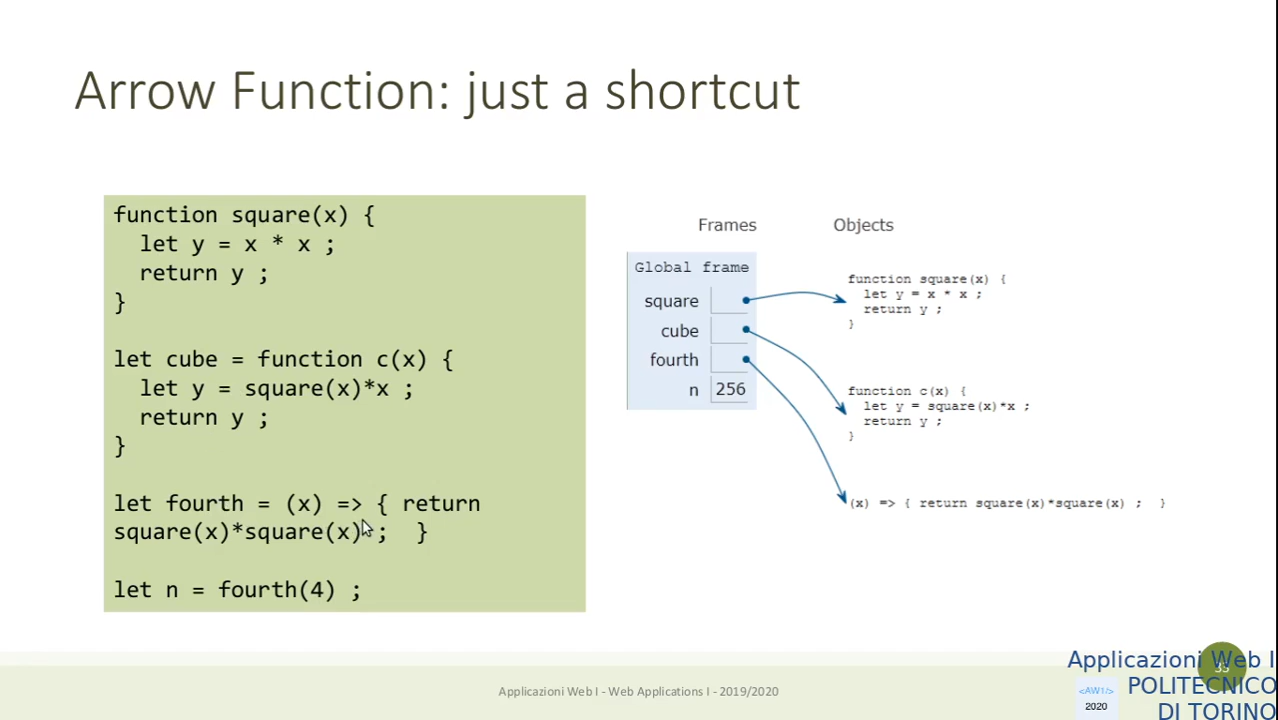 Arrow Function: just a shortcut
function square(x) {
let y = x * x ;
return y ;
}
let cube = function c(x) {
let y = square(x)*x ;
return y ;
}
let fourth = (x) => { return
square(x)*square(x) ; }
let n = fourth(4) ;
Frames
Objects
Global frame
square
cube
fourth
n 256
function square(x) {
let y = x * x ;
return y ;
}
function c(x) {
let y = square(x)*x ;
return y ;
}
(x) => { return square(x)*square(x) ; }
Applicazioni Web I - Web Applications I - 2019/2020
Applicazioni Web I
POLITECNICO
DI TORINO
<AW1/>
2020